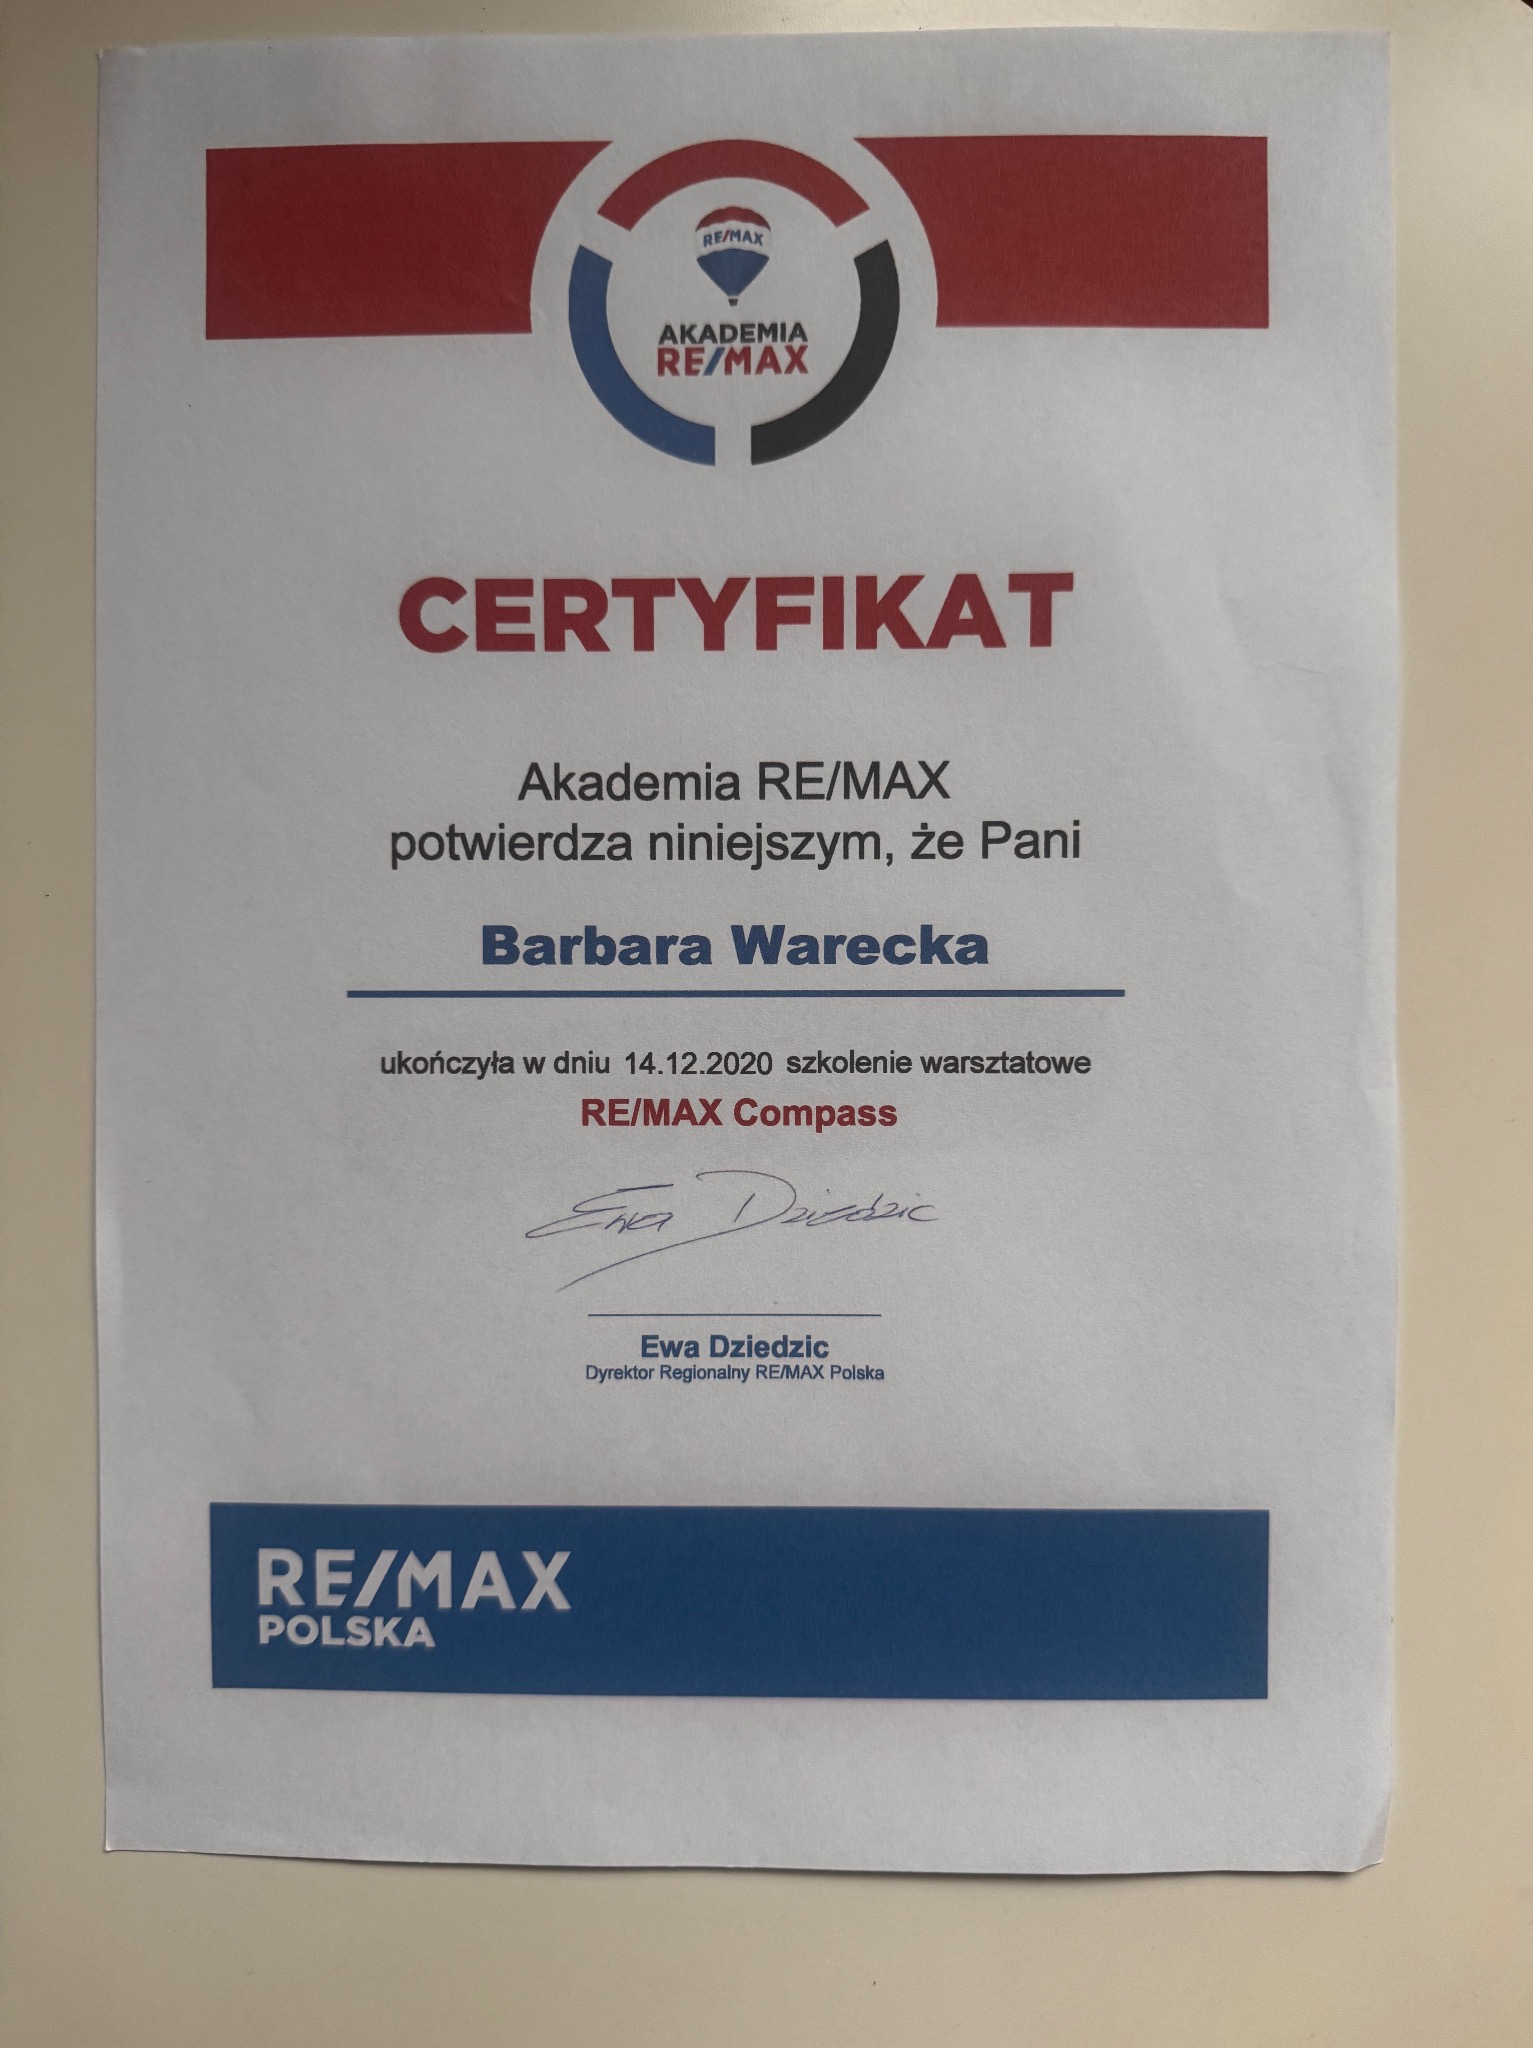 RE/MAX
AKADEMIA
RE/MAX
CERTYFIKAT
Akademia RE/MAX
potwierdza niniejszym, że Pani
Barbara Warecka
ukończyła w dniu 14.12.2020 szkolenie warsztatowe
RE/MAX Compass
Ewa Dziedzic
Ewa Dziedzic
Dyrektor Regionalny RE/MAX Polska
RE/MAX
POLSKA